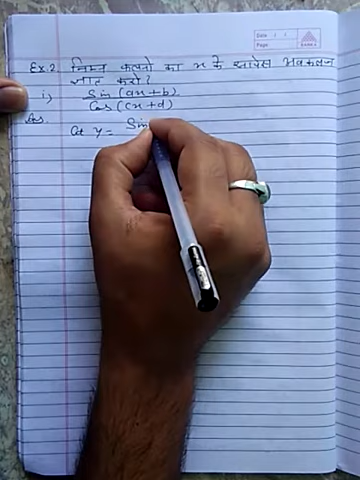 Date / /
Page
Ex 2. निम्न फलनो का x के सापेक्ष अवकलन
ज्ञात करो?
i) Sin (ax+b)
Cos (cx+d)
Ans.
Let y = Sin